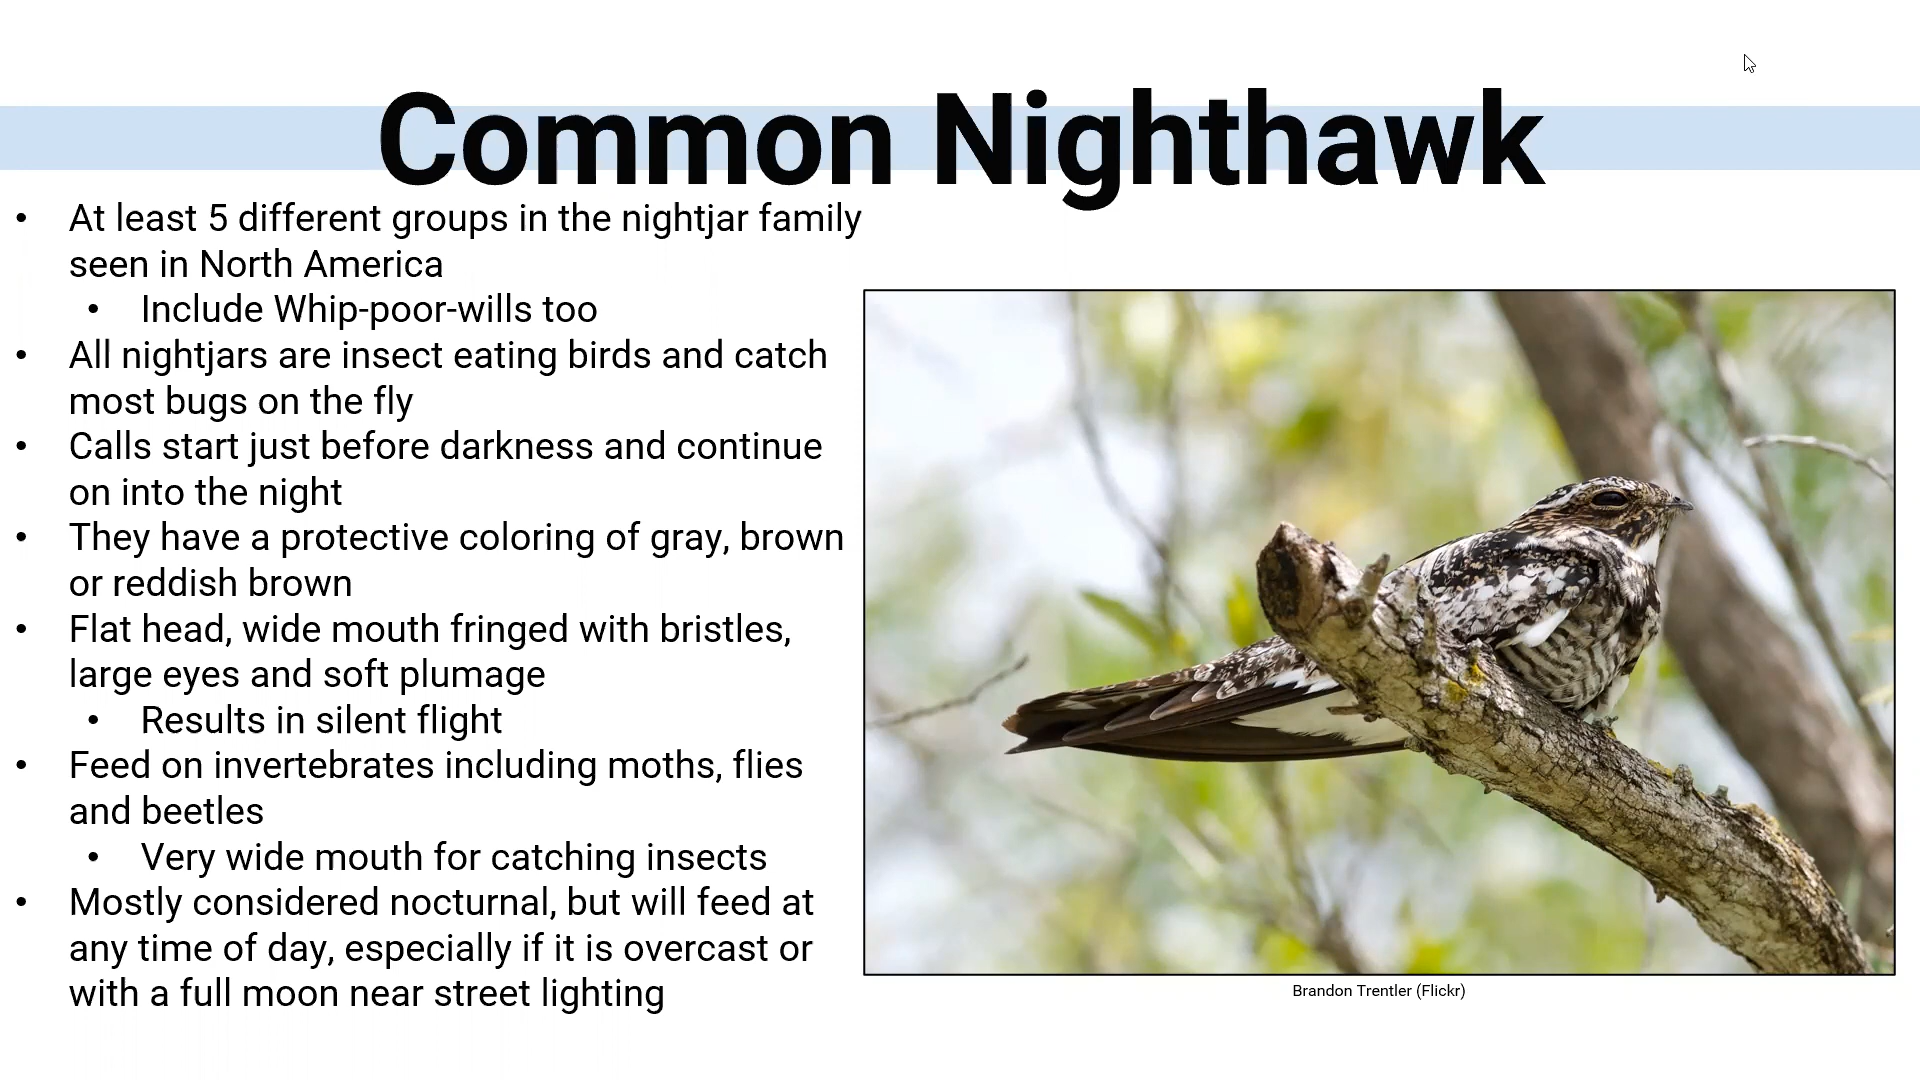 Common Nighthawk
• At least 5 different groups in the nightjar family
seen in North America
• Include Whip-poor-wills too
• All nightjars are insect eating birds and catch
most bugs on the fly
• Calls start just before darkness and continue
on into the night
• They have a protective coloring of gray, brown
or reddish brown
• Flat head, wide mouth fringed with bristles,
large eyes and soft plumage
• Results in silent flight
• Feed on invertebrates including moths, flies
and beetles
• Very wide mouth for catching insects
• Mostly considered nocturnal, but will feed at
any time of day, especially if it is overcast or
with a full moon near street lighting
Brandon Trentler (Flickr)